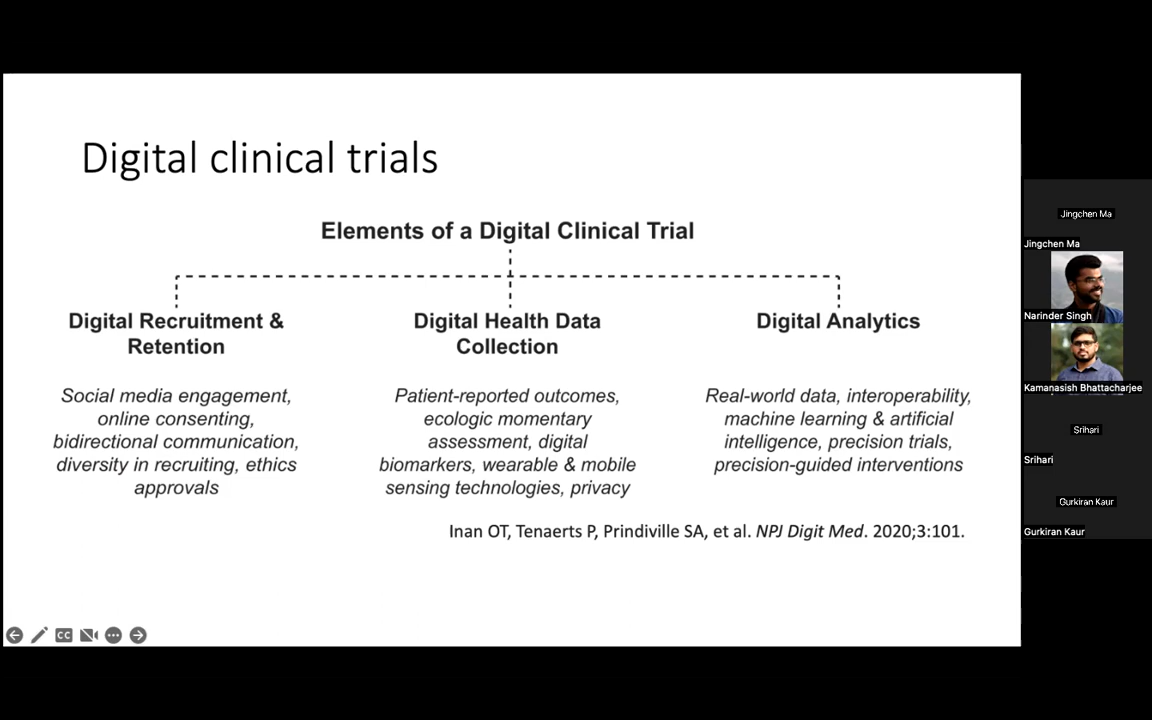 Digital clinical trials
Elements of a Digital Clinical Trial
Digital Recruitment &
Retention
Social media engagement,
online consenting,
bidirectional communication,
diversity in recruiting, ethics
approvals
Digital Health Data
Collection
Patient-reported outcomes,
ecologic momentary
assessment, digital
biomarkers, wearable & mobile
sensing technologies, privacy
Digital Analytics
Real-world data, interoperability,
machine learning & artificial
intelligence, precision trials,
precision-guided interventions
Inan OT, Tenaerts P, Prindiville SA, et al. NPJ Digit Med. 2020;3:101.
CC
Jingchen Ma
Jingchen Ma
Narinder Singh
Kamanasish Bhattacharjee
Srihari
Srihari
Gurkiran Kaur
Gurkiran Kaur